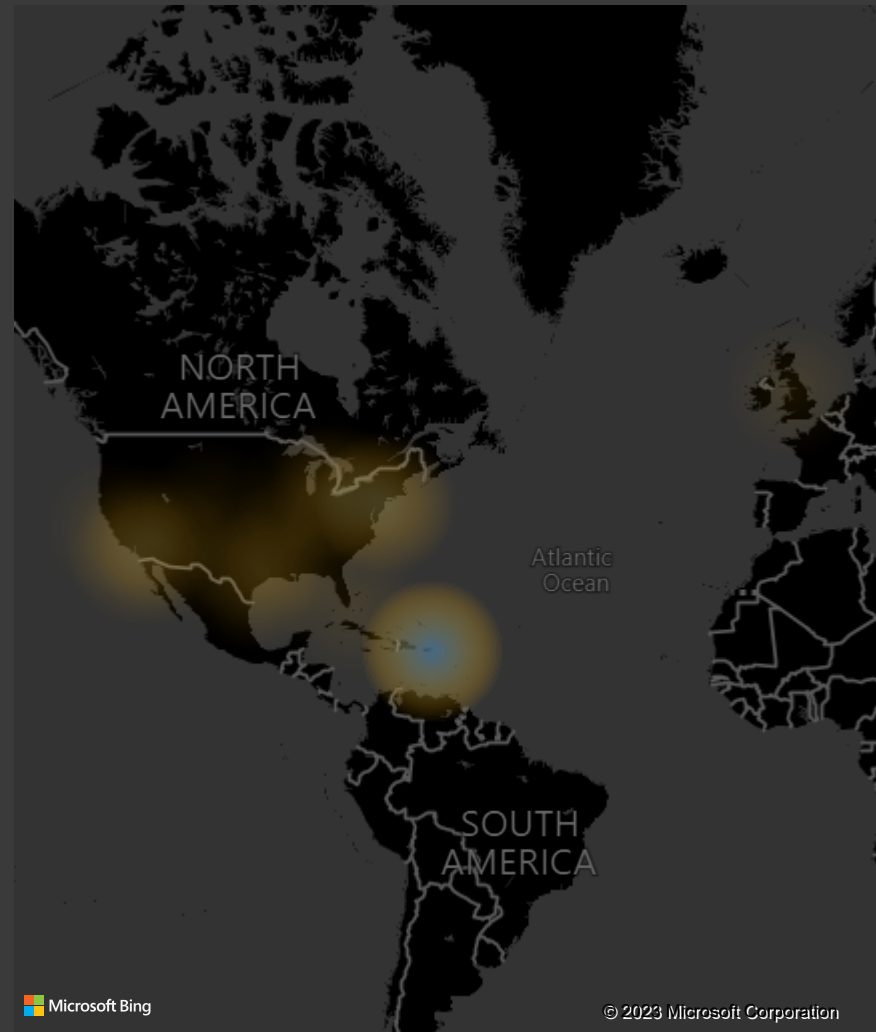 NORTH
AMERICA
Atlantic
Ocean
SOUTH
AMERICA
Microsoft Bing
© 2023 Microsoft Corporation